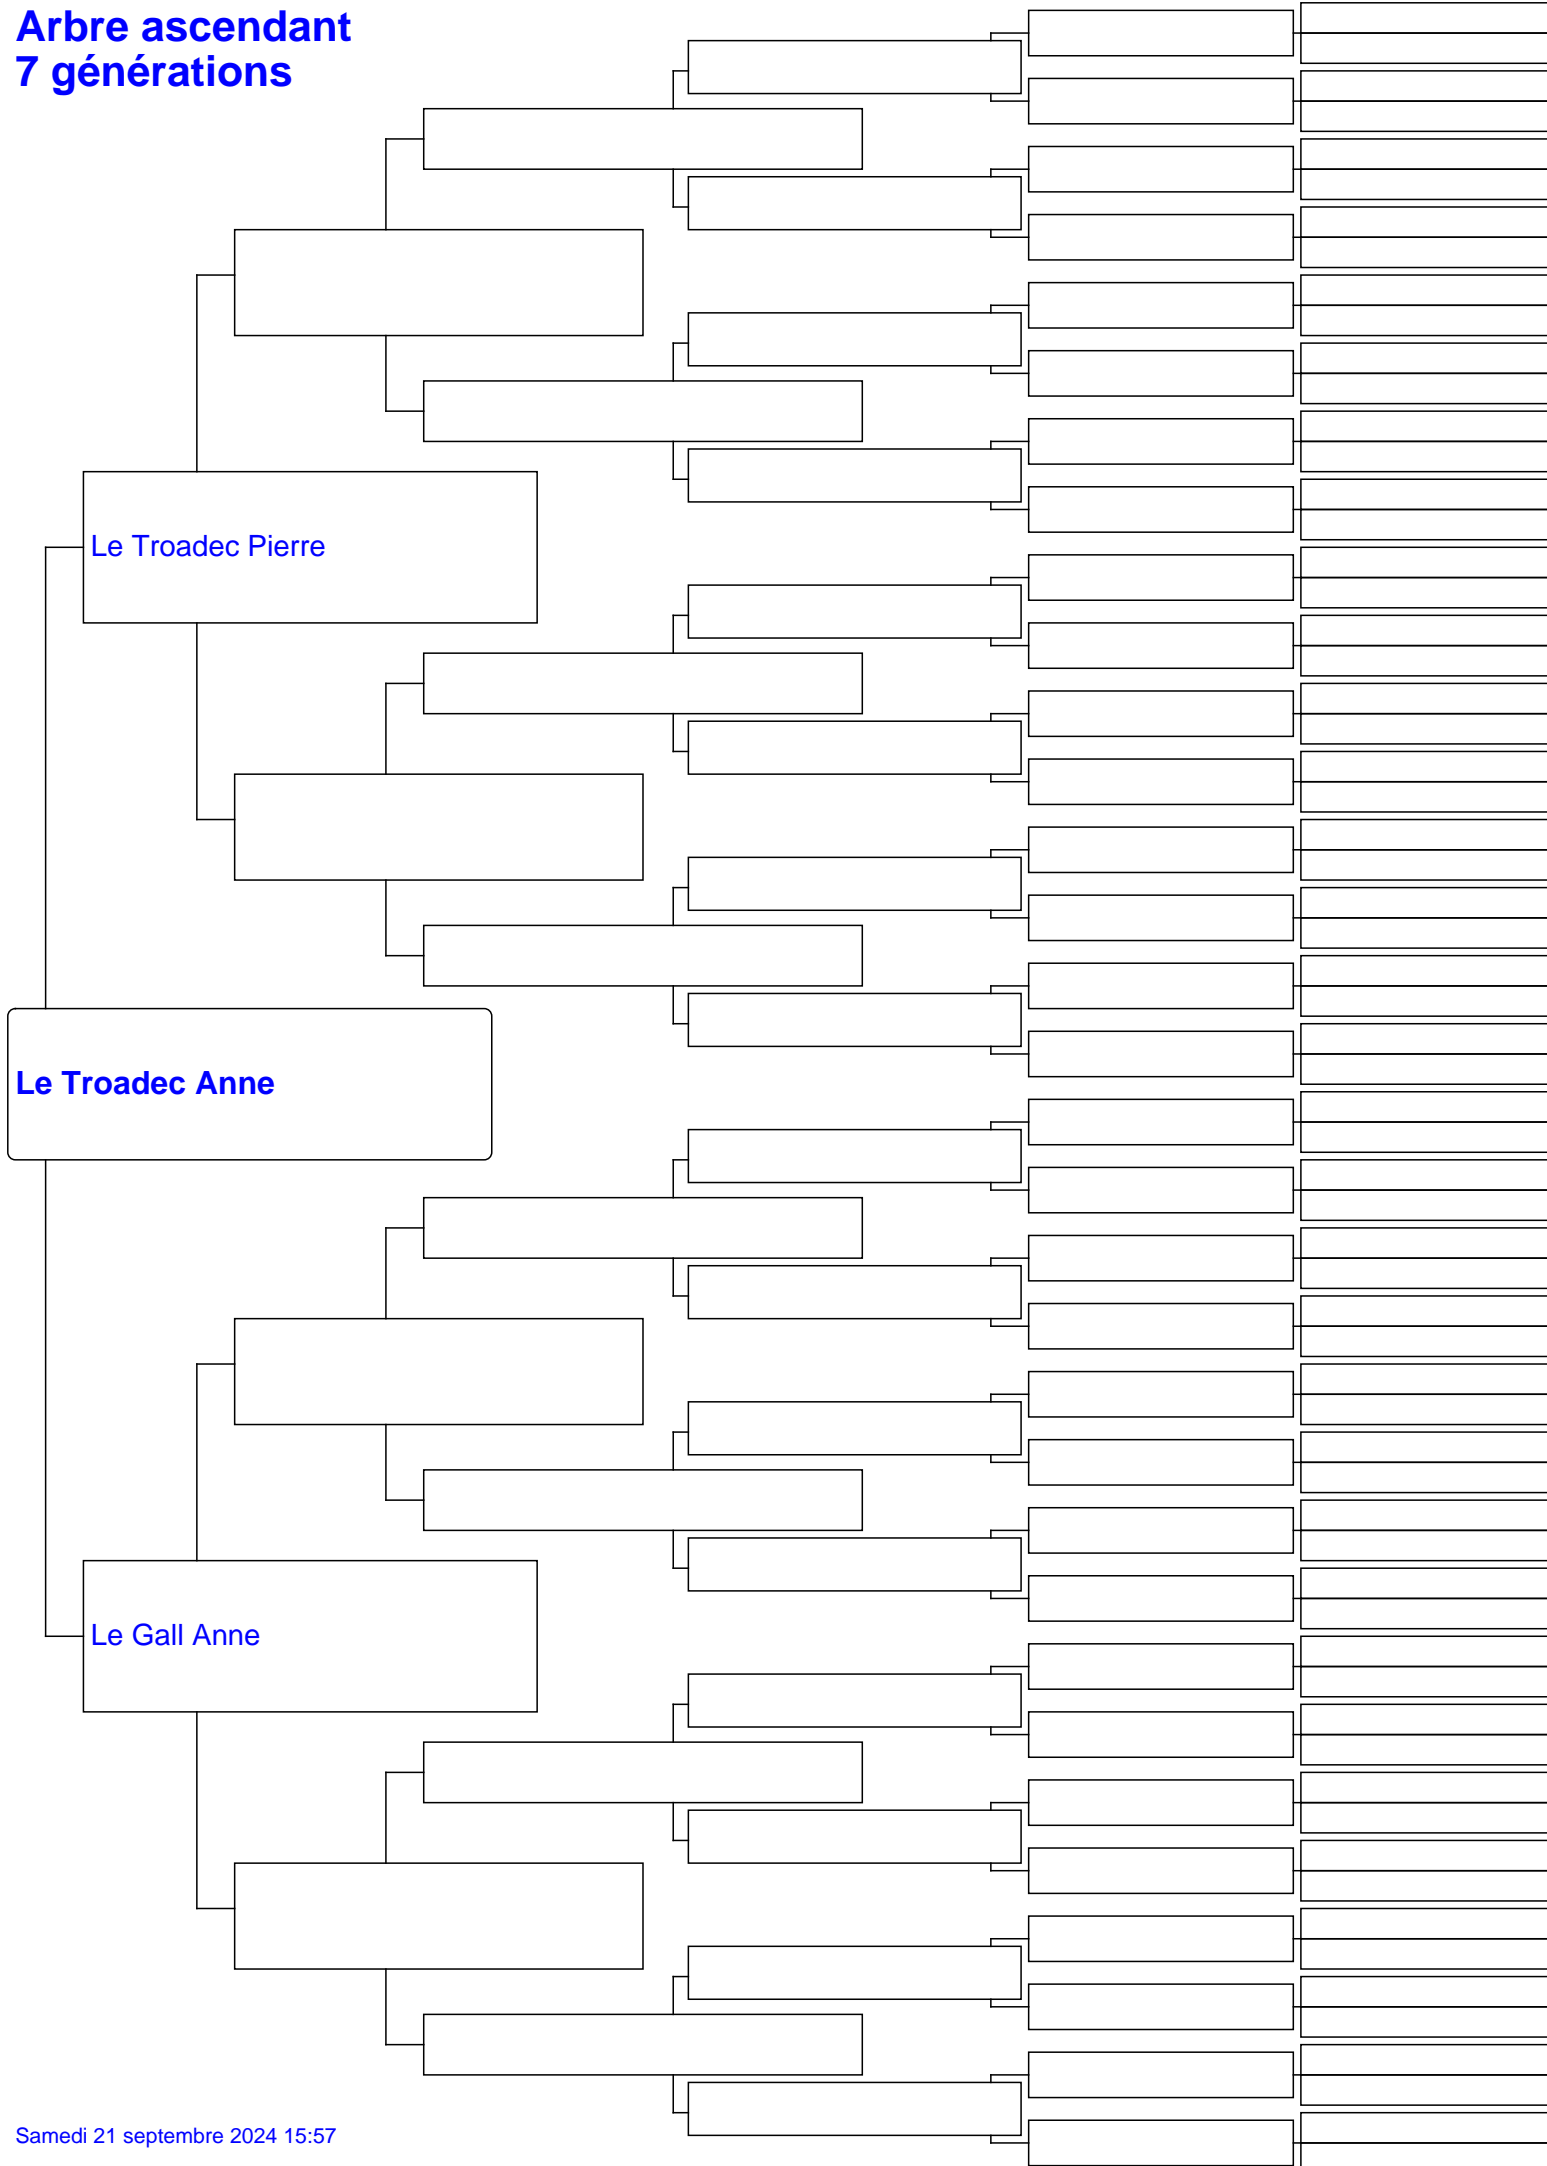 Arbre ascendant
7 générations
Le Troadec Pierre
Le Troadec Anne
Le Gall Anne
Samedi 21 septembre 2024 15:57